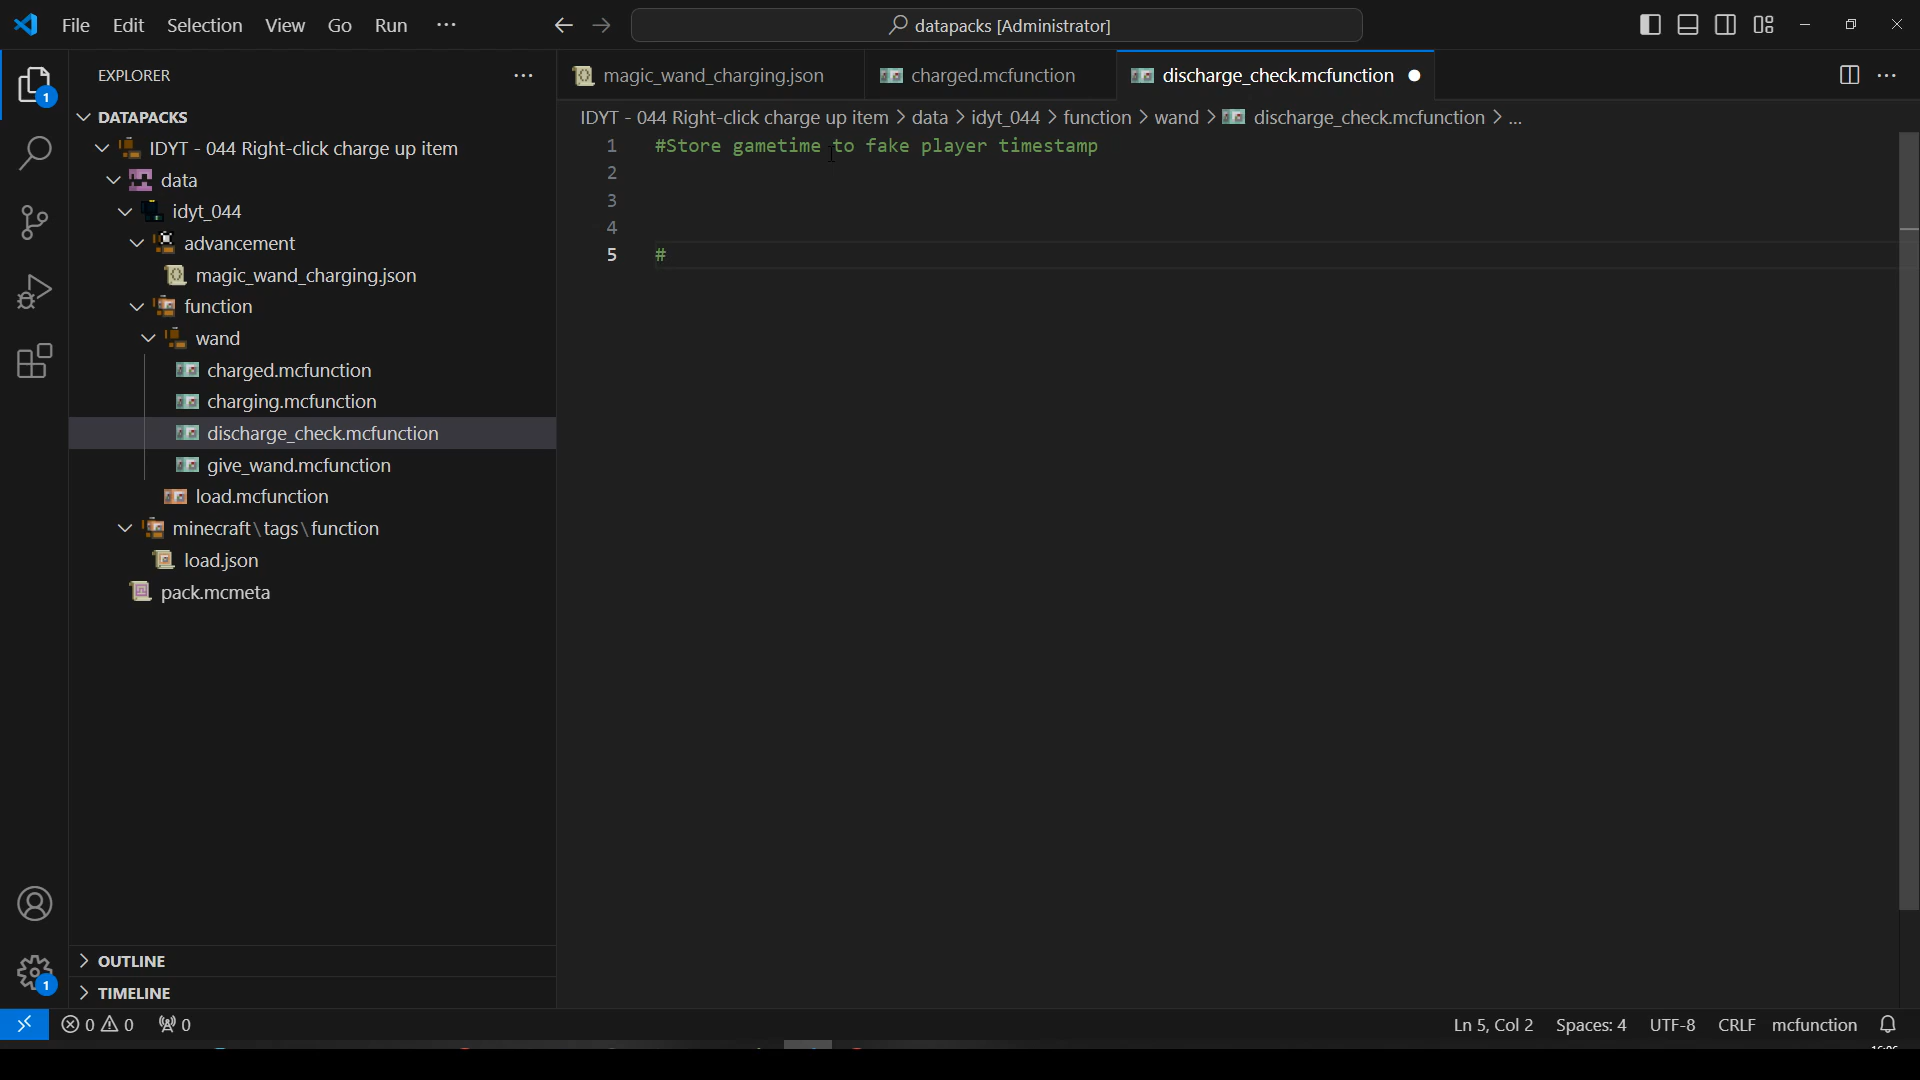 File Edit Selection View Go Run ···
datapacks [Administrator]
EXPLORER ···
DATAPACKS
IDYT - 044 Right-click charge up item
data
idyt_044
advancement
magic_wand_charging.json
function
wand
charged.mcfunction
charging.mcfunction
discharge_check.mcfunction
give_wand.mcfunction
load.mcfunction
minecraft\tags\function
load.json
pack.mcmeta
OUTLINE
TIMELINE
1
1
magic_wand_charging.json charged.mcfunction discharge_check.mcfunction ···
IDYT - 044 Right-click charge up item > data > idyt_044 > function > wand > discharge_check.mcfunction > ...
1 #Store gametime to fake player timestamp
2
3
4
5 #
0 0 0 Ln 5, Col 2 Spaces: 4 UTF-8 CRLF mcfunction